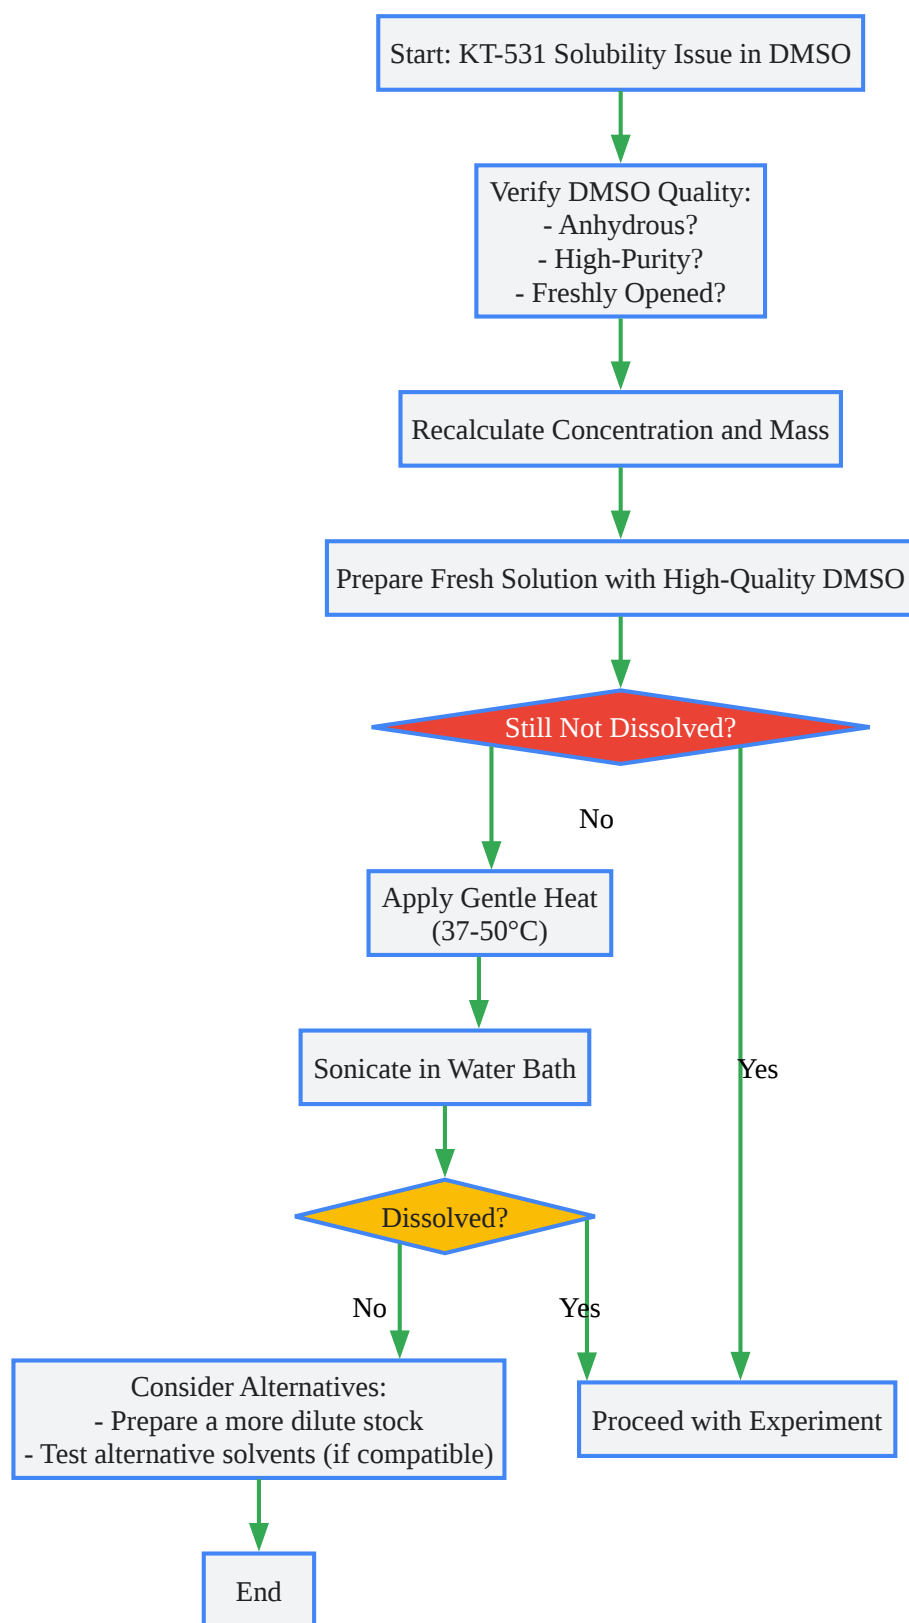 Start: KT-531 Solubility Issue in DMSO
Verify DMSO Quality:
- Anhydrous?
- High-Purity?
- Freshly Opened?
Recalculate Concentration and Mass
Prepare Fresh Solution with High-Quality DMSO
Still Not Dissolved?
No
Apply Gentle Heat
(37-50°C)
Sonicate in Water Bath
Yes
Dissolved?
No
Yes
Consider Alternatives:
- Prepare a more dilute stock
- Test alternative solvents (if compatible)
Proceed with Experiment
End